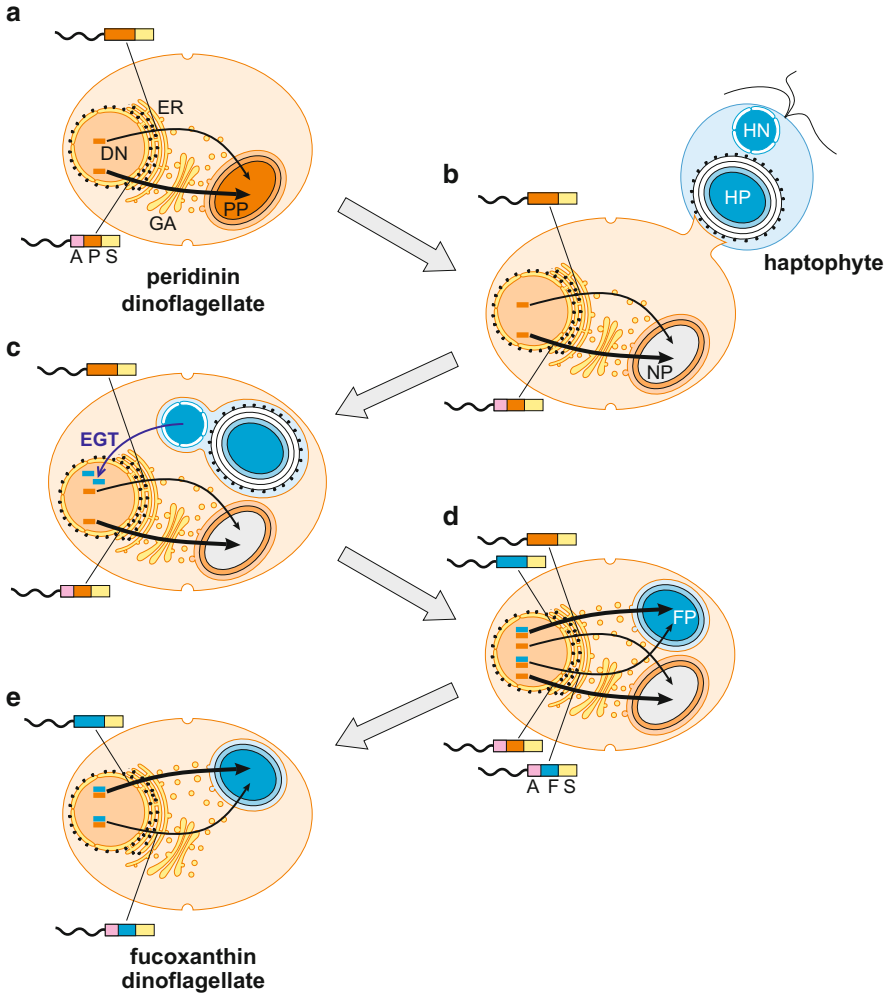 a
ER
DN
PP
GA
A P S
peridinin
dinoflagellate
b
HN
HP
haptophyte
NP
c
EGT
d
FP
A F S
e
fucoxanthin
dinoflagellate